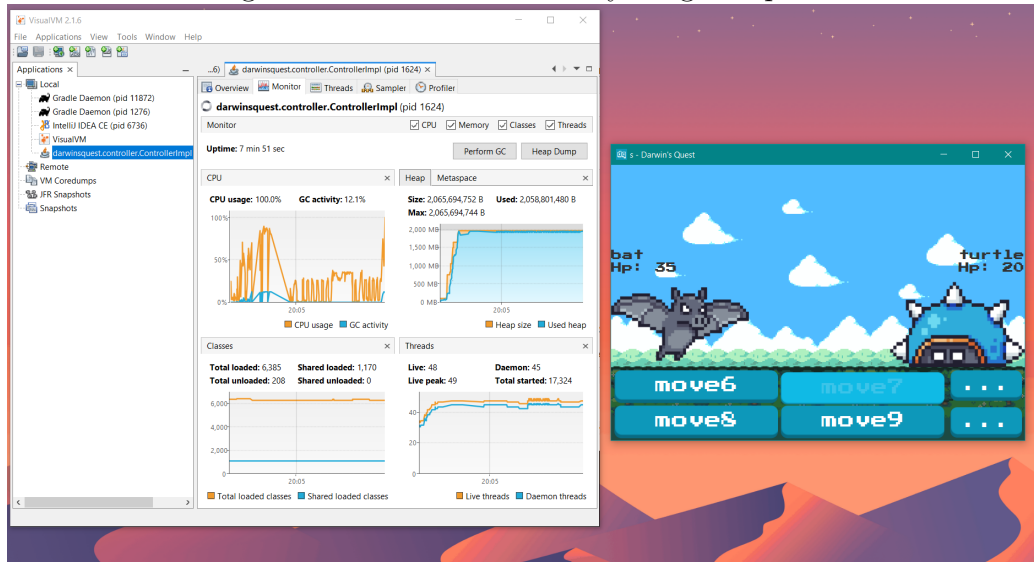 VisualVM 2.1.6
File Applications View Tools Window Help
Applications ×
Local
Gradle Daemon (pid 11872)
Gradle Daemon (pid 1276)
IntelliJ IDEA CE (pid 6736)
VisualVM
darwinsquest.controller.ControllerImpl
Remote
VM Coredumps
JFR Snapshots
Snapshots
...6) darwinsquest.controller.ControllerImpl (pid 1624) ×
Overview Monitor Threads Sampler Profiler
darwinsquest.controller.ControllerImpl (pid 1624)
Monitor CPU Memory Classes Threads
Uptime: 7 min 51 sec Perform GC Heap Dump
CPU × Heap Metaspace ×
CPU usage: 100.0% GC activity: 12.1%
100%
50%
0%
20:05
CPU usage GC activity
Size: 2,065,694,752 B Used: 2,058,801,480 B
Max: 2,065,694,744 B
2,000 MB
1,500 MB
1,000 MB
500 MB
0 MB
20:05
Heap size Used heap
Classes × Threads ×
Total loaded: 6,385 Shared loaded: 1,170
Total unloaded: 208 Shared unloaded: 0
6,000
4,000
2,000
0
20:05
Total loaded classes Shared loaded classes
Live: 48 Daemon: 45
Live peak: 49 Total started: 17,324
40
20
0
20:05
Live threads Daemon threads
s - Darwin's Quest
bat
Hp: 35
turtle
Hp: 20
move6 move7 ...
move8 move9 ...